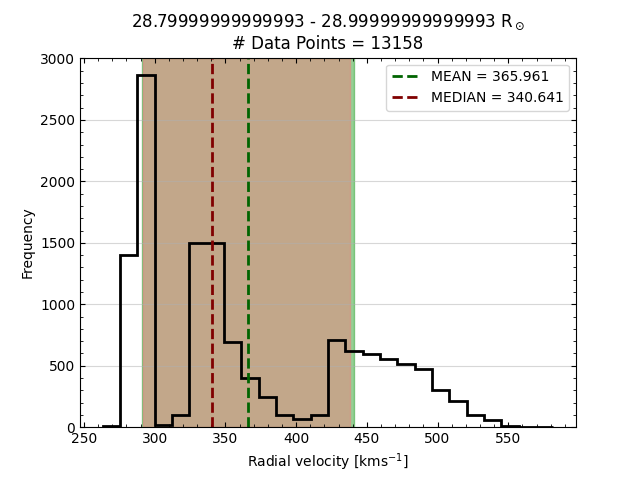 28.79999999999993 - 28.99999999999993 R⊙
# Data Points = 13158
MEAN = 365.961
MEDIAN = 340.641
Frequency
3000
2500
2000
1500
1000
500
0
250 300 350 400 450 500 550
Radial velocity [kms⁻¹]